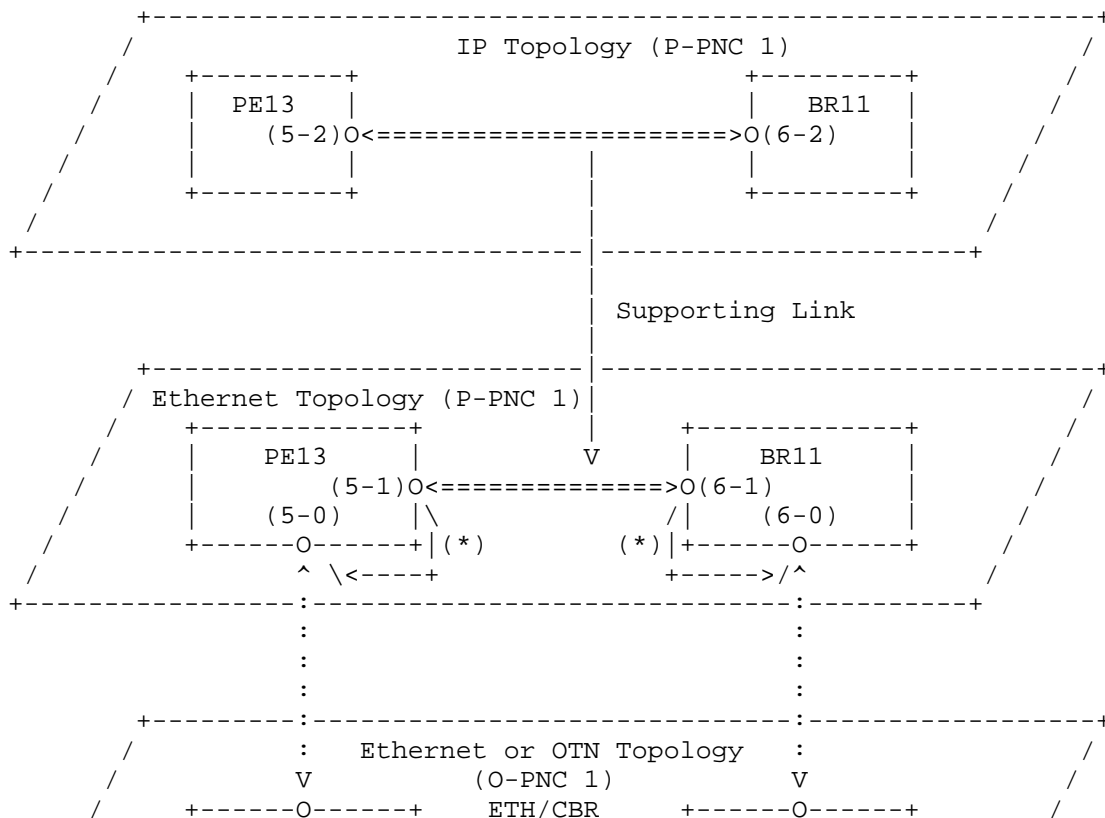 IP Topology (P-PNC 1)
PE13 BR11
(5-2)O<======================>O(6-2)
Supporting Link
Ethernet Topology (P-PNC 1)
PE13 V BR11
(5-1)O<==============>O(6-1)
(5-0) (6-0)
O (*) (*) O
^ \<----+ +----->/^
Ethernet or OTN Topology
V (O-PNC 1) V
O ETH/CBR O